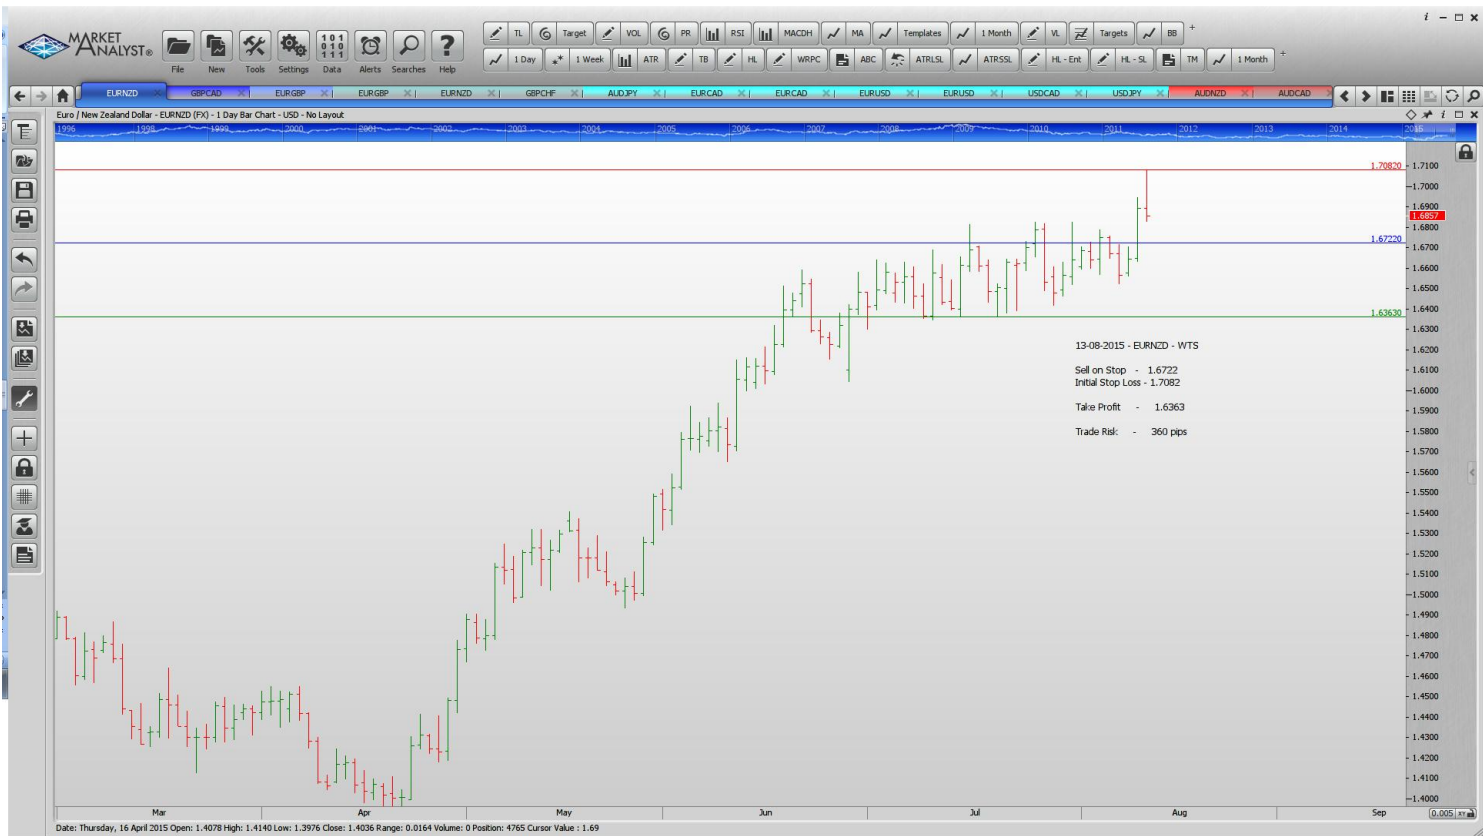 MARKET ANALYST®
File New Tools Settings Data Alerts Searches Help
TL Target VOL PR RSI MACDH MA Templates 1 Month VL Targets BB +
1 Day 1 Week ATR TB HL WRPC ABC ATRLSL ATRSSL HL - Ent HL - SL TM 1 Month +
EURNZD GBPCAD EURGBP EURGBP EURNZD GBPCHF AUDJPY EURCAD EURCAD EURUSD EURUSD USDCAD USDJPY AUDNZD AUDCAD
Euro / New Zealand Dollar - EURNZD (FX) - 1 Day Bar Chart - USD - No Layout
1996 1998 1999 2000 2001 2002 2003 2004 2005 2006 2007 2008 2009 2010 2011 2012 2013 2014 2015
1.70820
1.7100
1.7000
1.6900
1.6857
1.6800
1.67220
1.6700
1.6600
1.6500
1.6400
1.63630
1.6300
1.6200
1.6100
1.6000
1.5900
1.5800
1.5700
1.5600
1.5500
1.5400
1.5300
1.5200
1.5100
1.5000
1.4900
1.4800
1.4700
1.4600
1.4500
1.4400
1.4300
1.4200
1.4100
1.4000
13-08-2015 - EURNZD - WTS
Sell on Stop - 1.6722
Initial Stop Loss - 1.7082
Take Profit - 1.6363
Trade Risk - 360 pips
Mar Apr May Jun Jul Aug Sep
0.005 XY
Date: Thursday, 16 April 2015 Open: 1.4078 High: 1.4140 Low: 1.3976 Close: 1.4036 Range: 0.0164 Volume: 0 Position: 4765 Cursor Value : 1.69